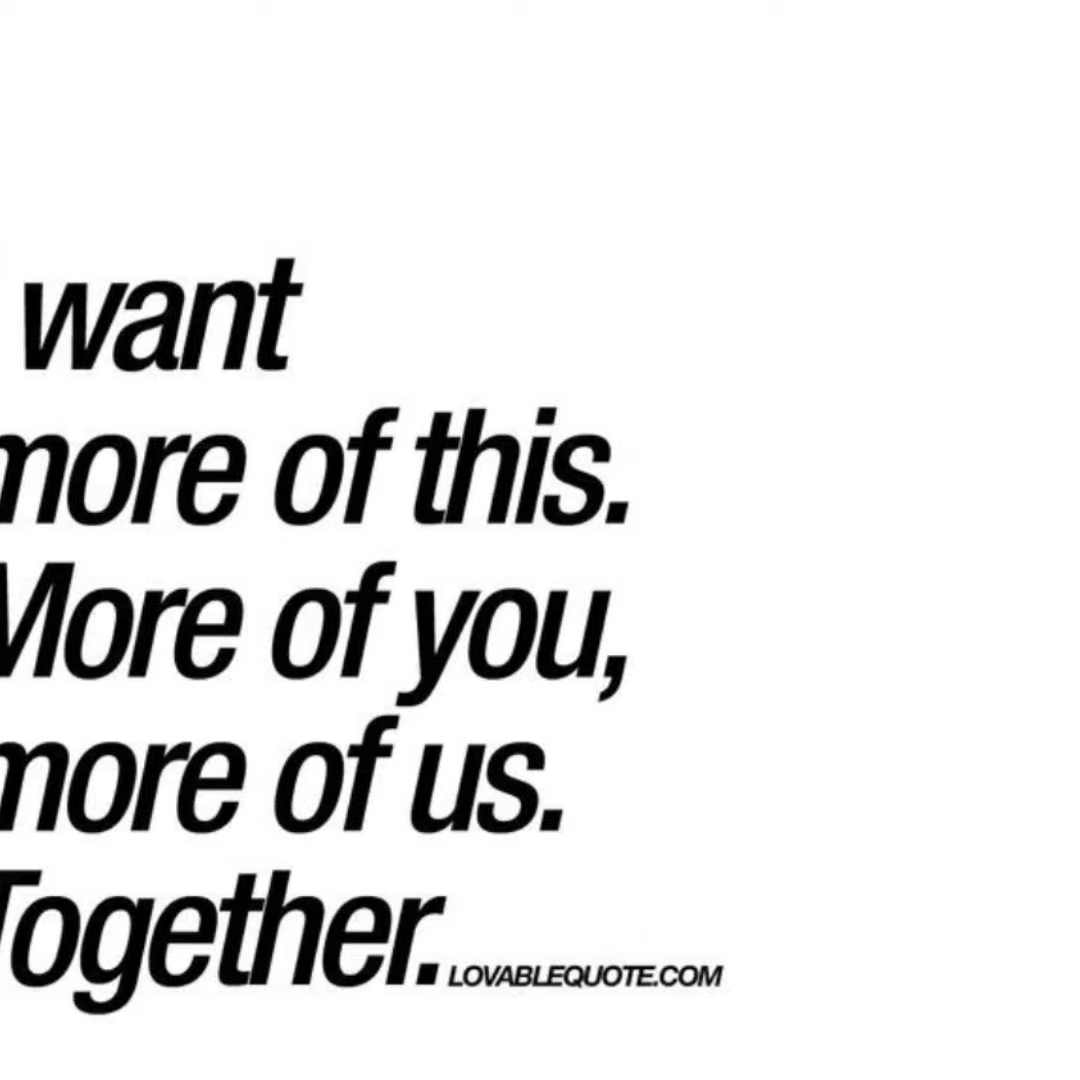 I want
more of this.
More of you,
more of us.
Together. LOVABLEQUOTE.COM